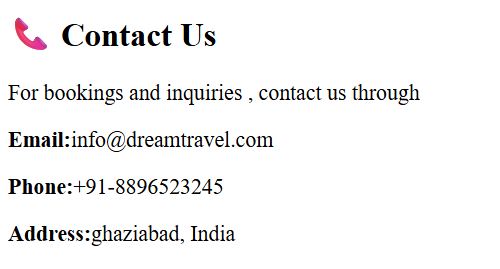 📞 Contact Us
For bookings and inquiries , contact us through
Email:info@dreamtravel.com
Phone:+91-8896523245
Address:ghaziabad, India